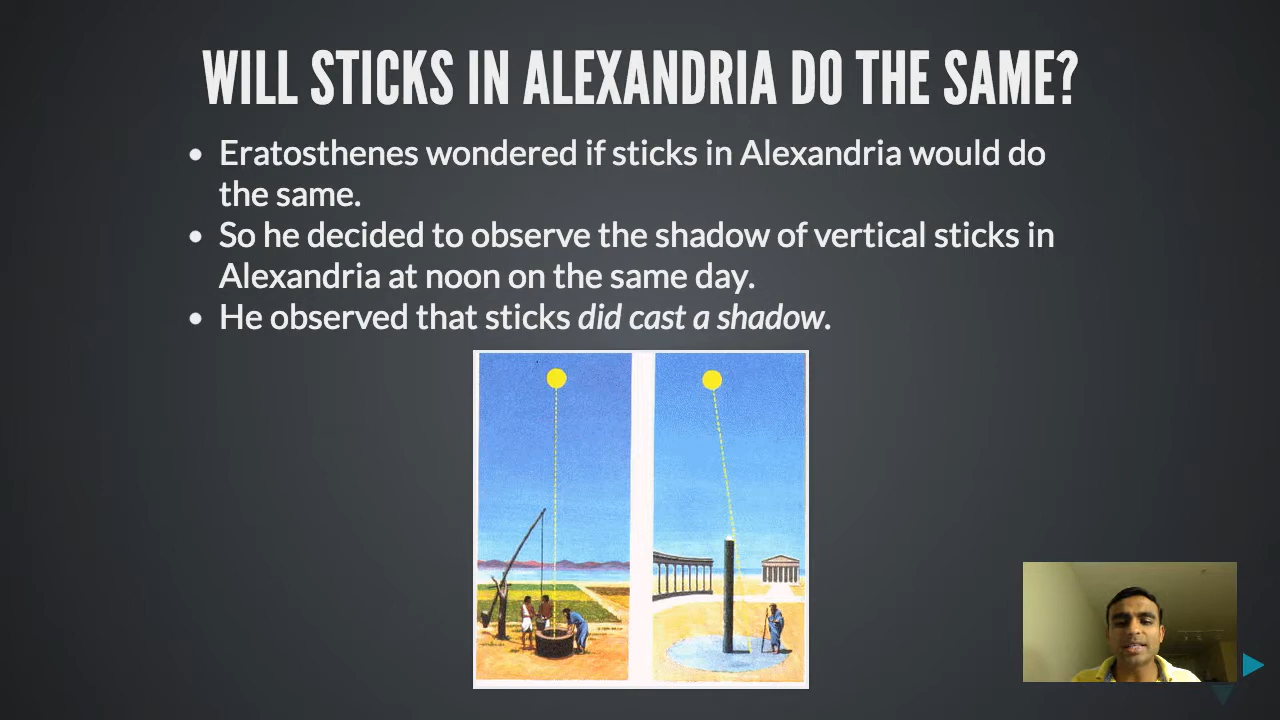 WILL STICKS IN ALEXANDRIA DO THE SAME?
Eratosthenes wondered if sticks in Alexandria would do
the same.
So he decided to observe the shadow of vertical sticks in
Alexandria at noon on the same day.
He observed that sticks did cast a shadow.